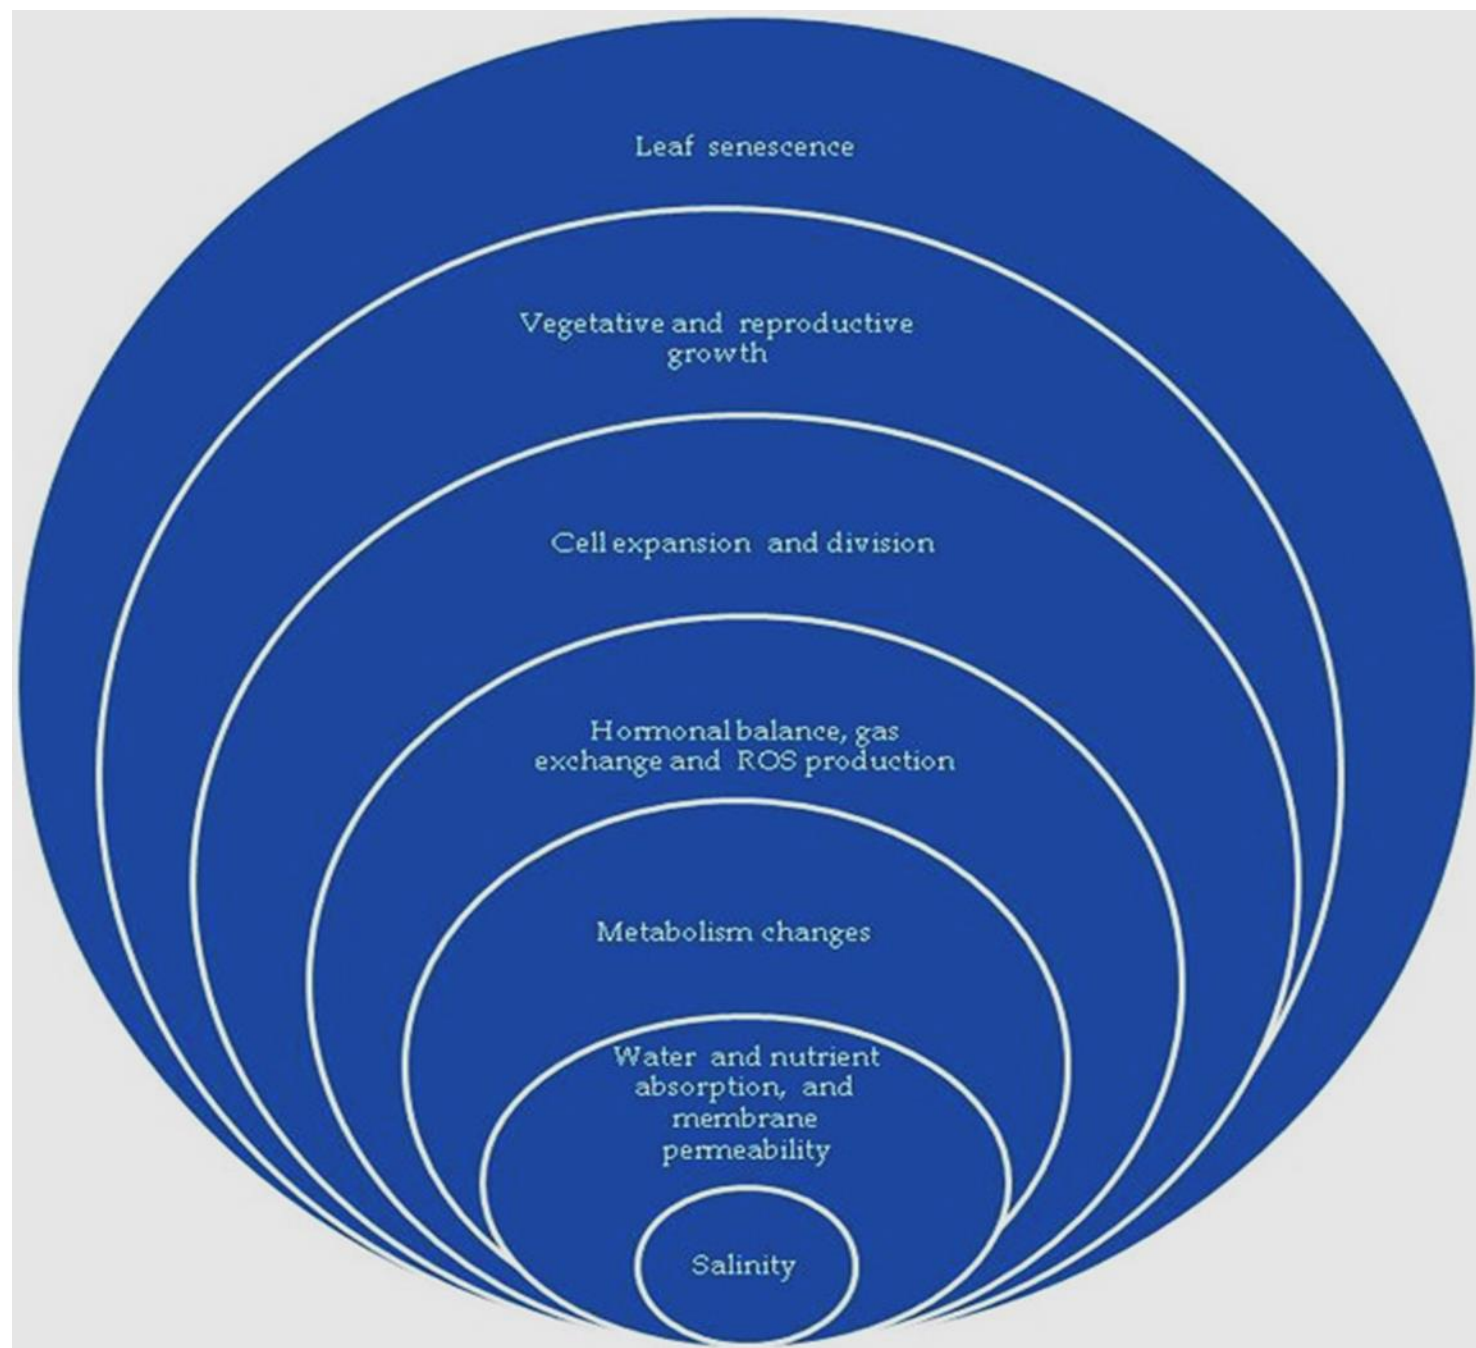 Leaf senescence
Vegetative and reproductive
growth
Cell expansion and division
Hormonal balance, gas
exchange and ROS production
Metabolism changes
Water and nutrient
absorption, and
membrane
permeability
Salinity